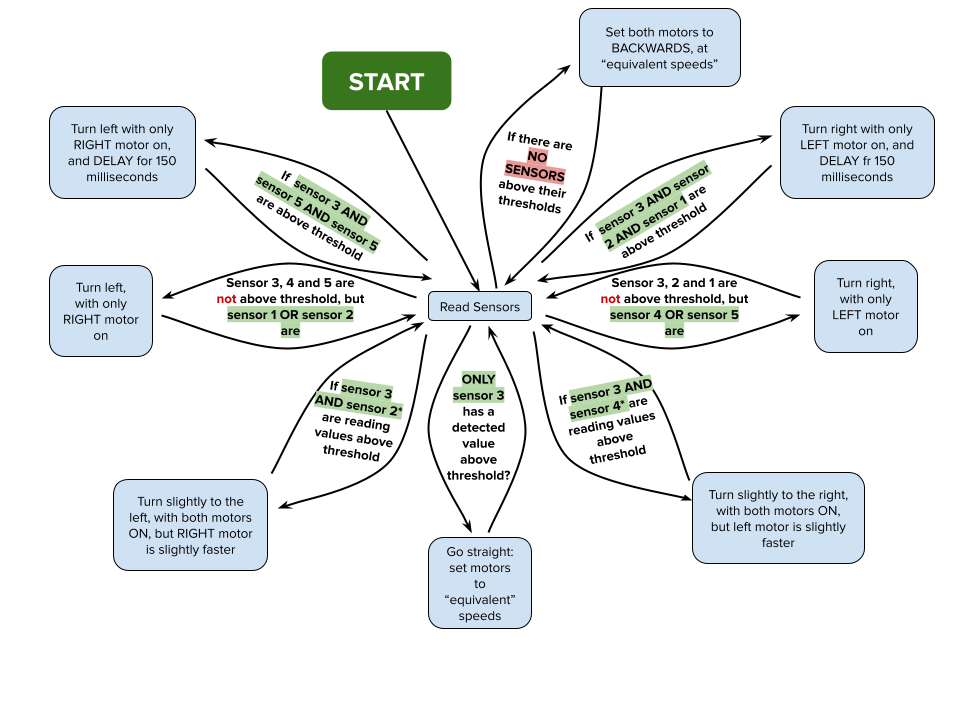 Set both motors to
BACKWARDS, at
“equivalent speeds”
START
Turn left with only
RIGHT motor on,
and DELAY for 150
milliseconds
If there are
NO
SENSORS
above their
thresholds
Turn right with only
LEFT motor on, and
DELAY fr 150
milliseconds
If sensor 3 AND
sensor 5 AND sensor 5
are above threshold
If sensor 3 AND sensor
2 AND sensor 1 are
above threshold
Turn left,
with only
RIGHT motor
on
Sensor 3, 4 and 5 are
not above threshold, but
sensor 1 OR sensor 2
are
Read Sensors
Sensor 3, 2 and 1 are
not above threshold, but
sensor 4 OR sensor 5
are
Turn right,
with only
LEFT motor
on
If sensor 3
AND sensor 2*
are reading
values above
threshold
ONLY
sensor 3
has a
detected
value
above
threshold?
If sensor 3 AND
sensor 4* are
reading values
above
threshold
Turn slightly to the
left, with both motors
ON, but RIGHT motor
is slightly faster
Go straight:
set motors
to
“equivalent”
speeds
Turn slightly to the right,
with both motors ON,
but left motor is slightly
faster